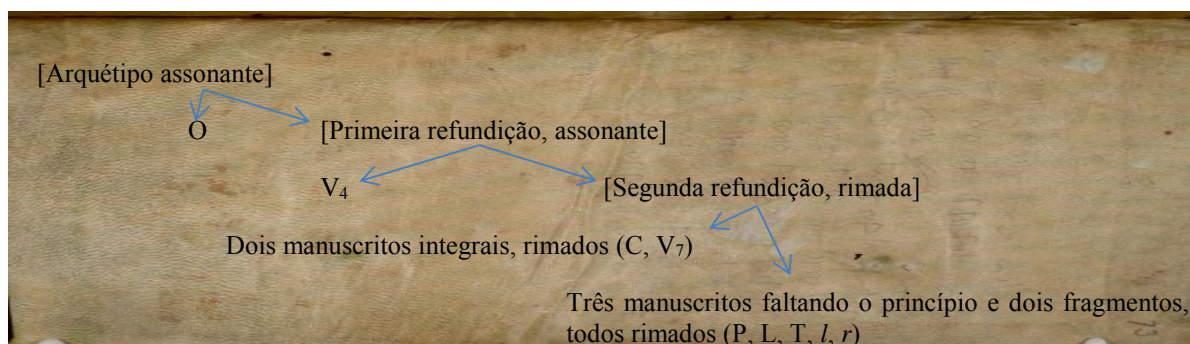 [Arquétipo assonante]
O
[Primeira refundição, assonante]
V₄
[Segunda refundição, rimada]
Dois manuscritos integrais, rimados (C, V₇)
Três manuscritos faltando o princípio e dois fragmentos,
todos rimados (P, L, T, l, r)